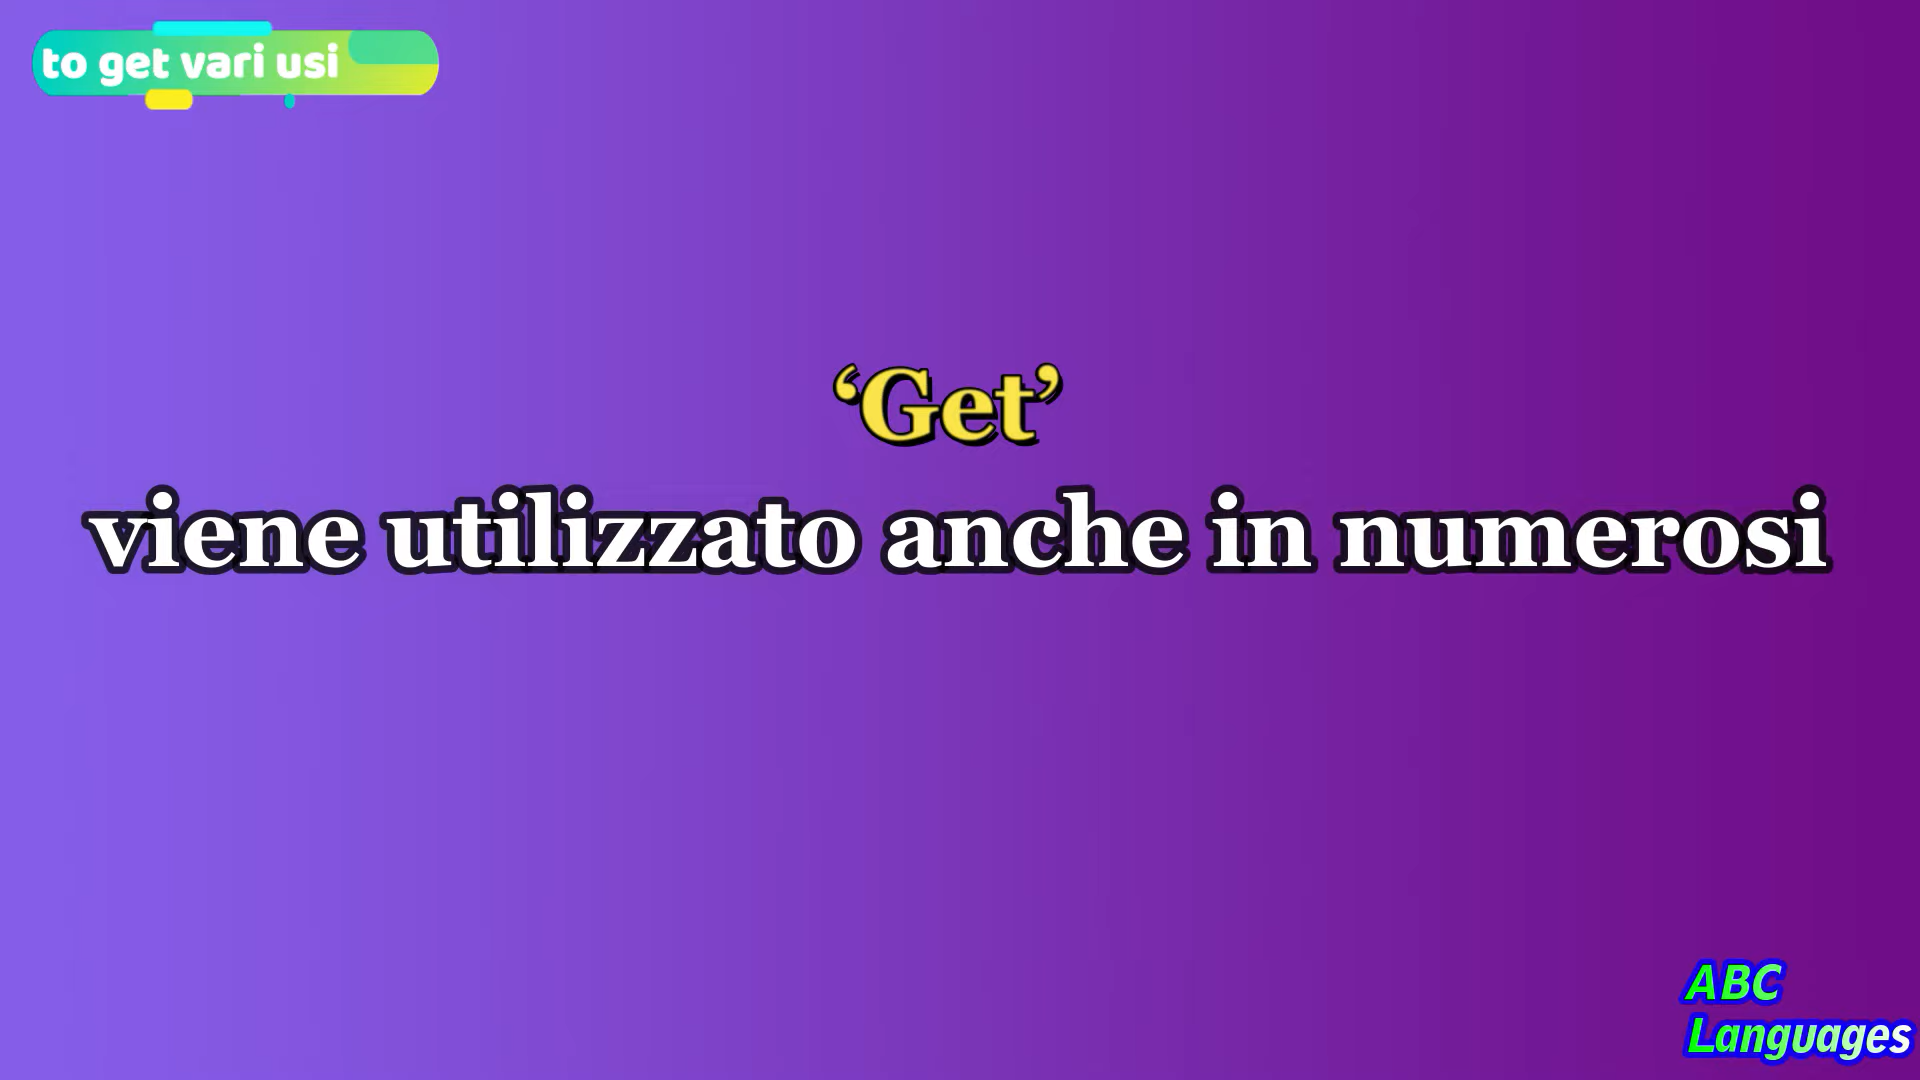 to get vari usi
‘Get’
viene utilizzato anche in numerosi
ABC
Languages